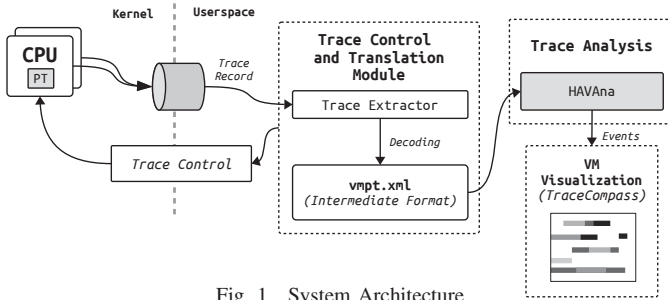 Kernel
Userspace
CPU
PT
Trace
Record
Trace Control
Trace Control
and Translation
Module
Trace Extractor
Decoding
vmpt.xml
(Intermediate Format)
Trace Analysis
HAVAna
Events
VM
Visualization
(TraceCompass)
Fig. 1. System Architecture